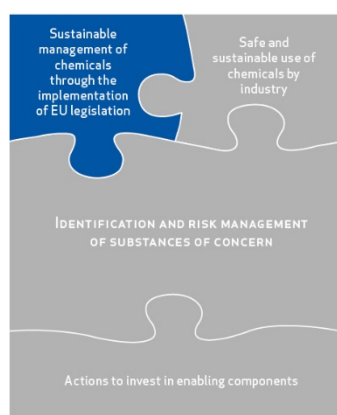 Sustainable
management of
chemicals
through the
implementation
of EU legislation
Safe and
sustainable use of
chemicals by
industry
IDENTIFICATION AND RISK MANAGEMENT
OF SUBSTANCES OF CONCERN
Actions to invest in enabling components